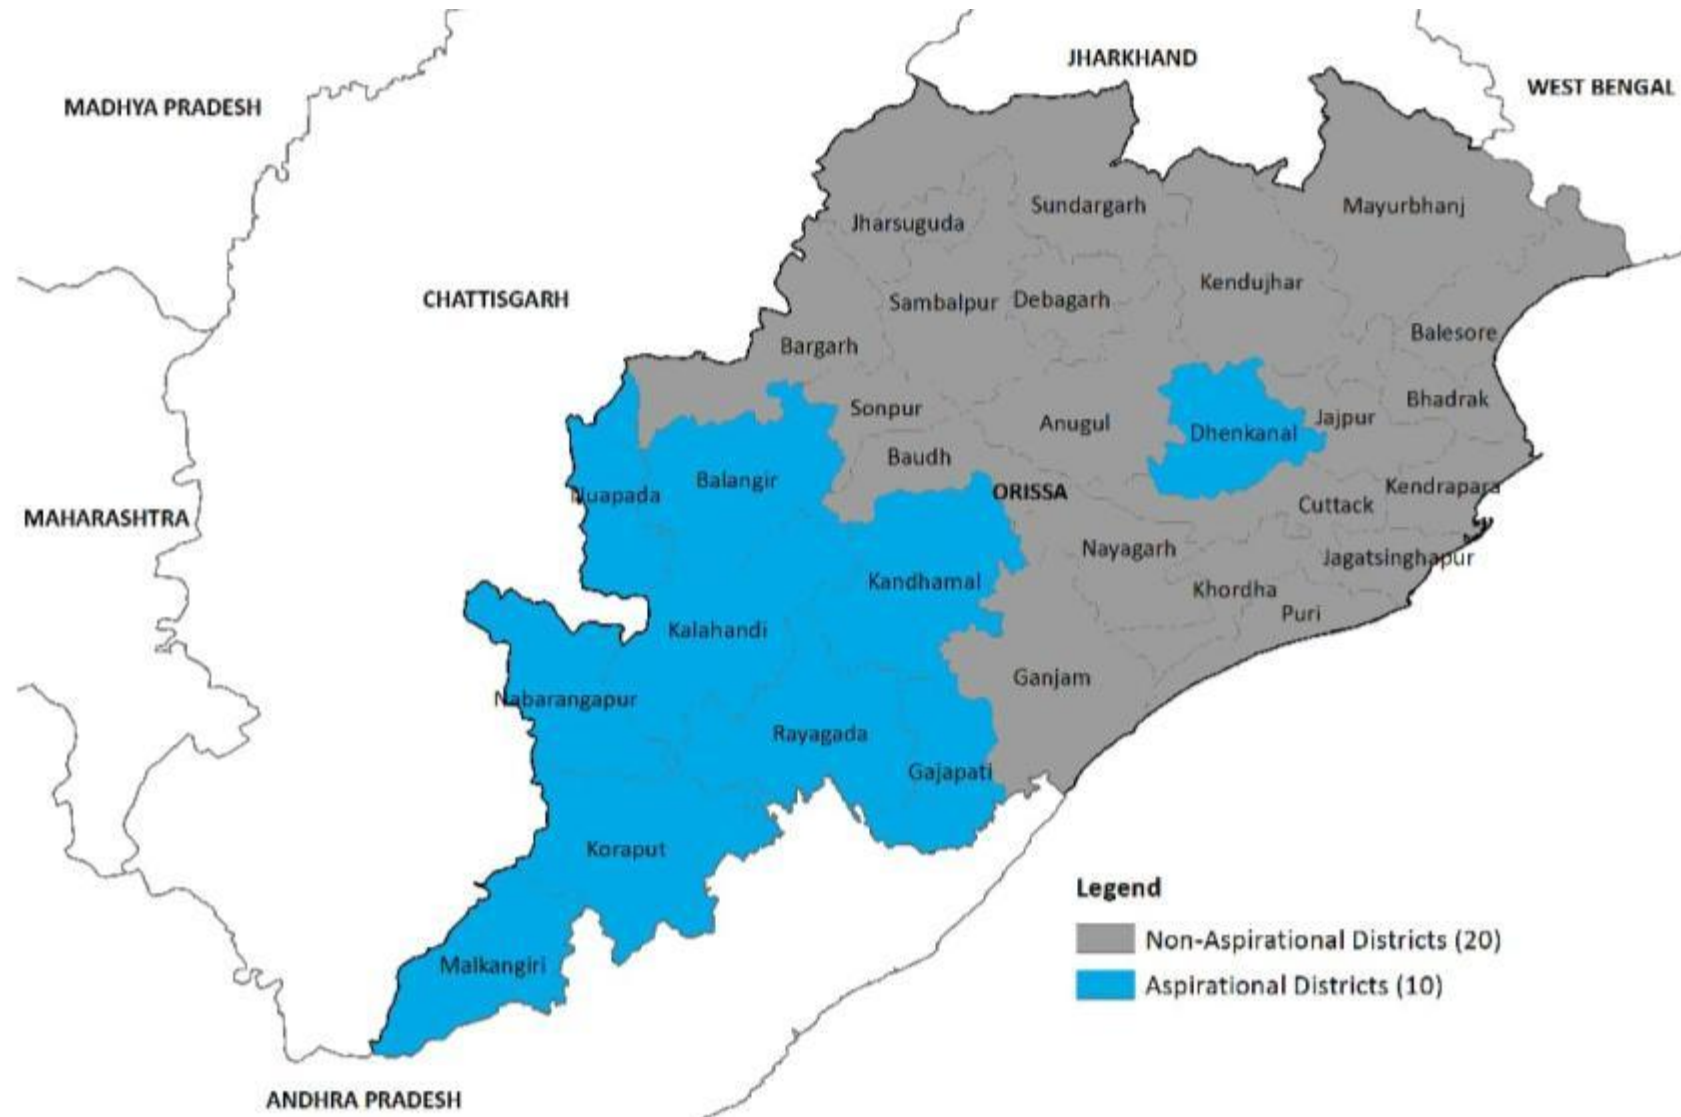 JHARKHAND
WEST BENGAL
MADHYA PRADESH
Mayurbhanj
Sundargarh
Jharsuguda
Kendujhar
CHATTISGARH
Sambalpur
Debagarh
Balesore
Bargarh
Bhadrak
Sonpur
Jajpur
Anugul
Dhenkanal
Baudh
Balangir
Kendrapara
ORISSA
Nuapada
Cuttack
MAHARASHTRA
Nayagarh
Jagatsinghapur
Kandhamal
Khordha
Puri
Kalahandi
Ganjam
Nabarangapur
Rayagada
Gajapati
Koraput
Legend
Non-Aspirational Districts (20)
Malkangiri
Aspirational Districts (10)
ANDHRA PRADESH